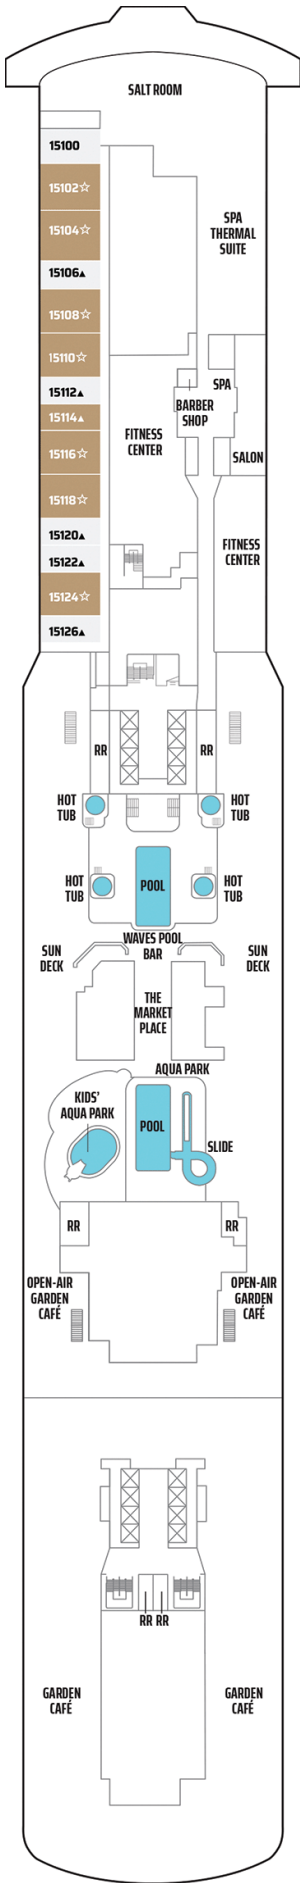 SALT ROOM
15100
15102☆
15104☆
SPA
THERMAL
SUITE
15106▲
15108☆
15110☆
15112▲
SPA
BARBER
SHOP
15114▲
FITNESS
CENTER
15116☆
SALON
15118☆
15120▲
FITNESS
CENTER
15122▲
15124☆
15126▲
RR
RR
HOT
TUB
HOT
TUB
HOT
TUB
POOL
HOT
TUB
WAVES POOL
BAR
SUN
DECK
SUN
DECK
THE
MARKET
PLACE
AQUA PARK
KIDS'
AQUA PARK
POOL
SLIDE
RR
RR
OPEN-AIR
GARDEN
CAFÉ
OPEN-AIR
GARDEN
CAFÉ
RR RR
GARDEN
CAFÉ
GARDEN
CAFÉ